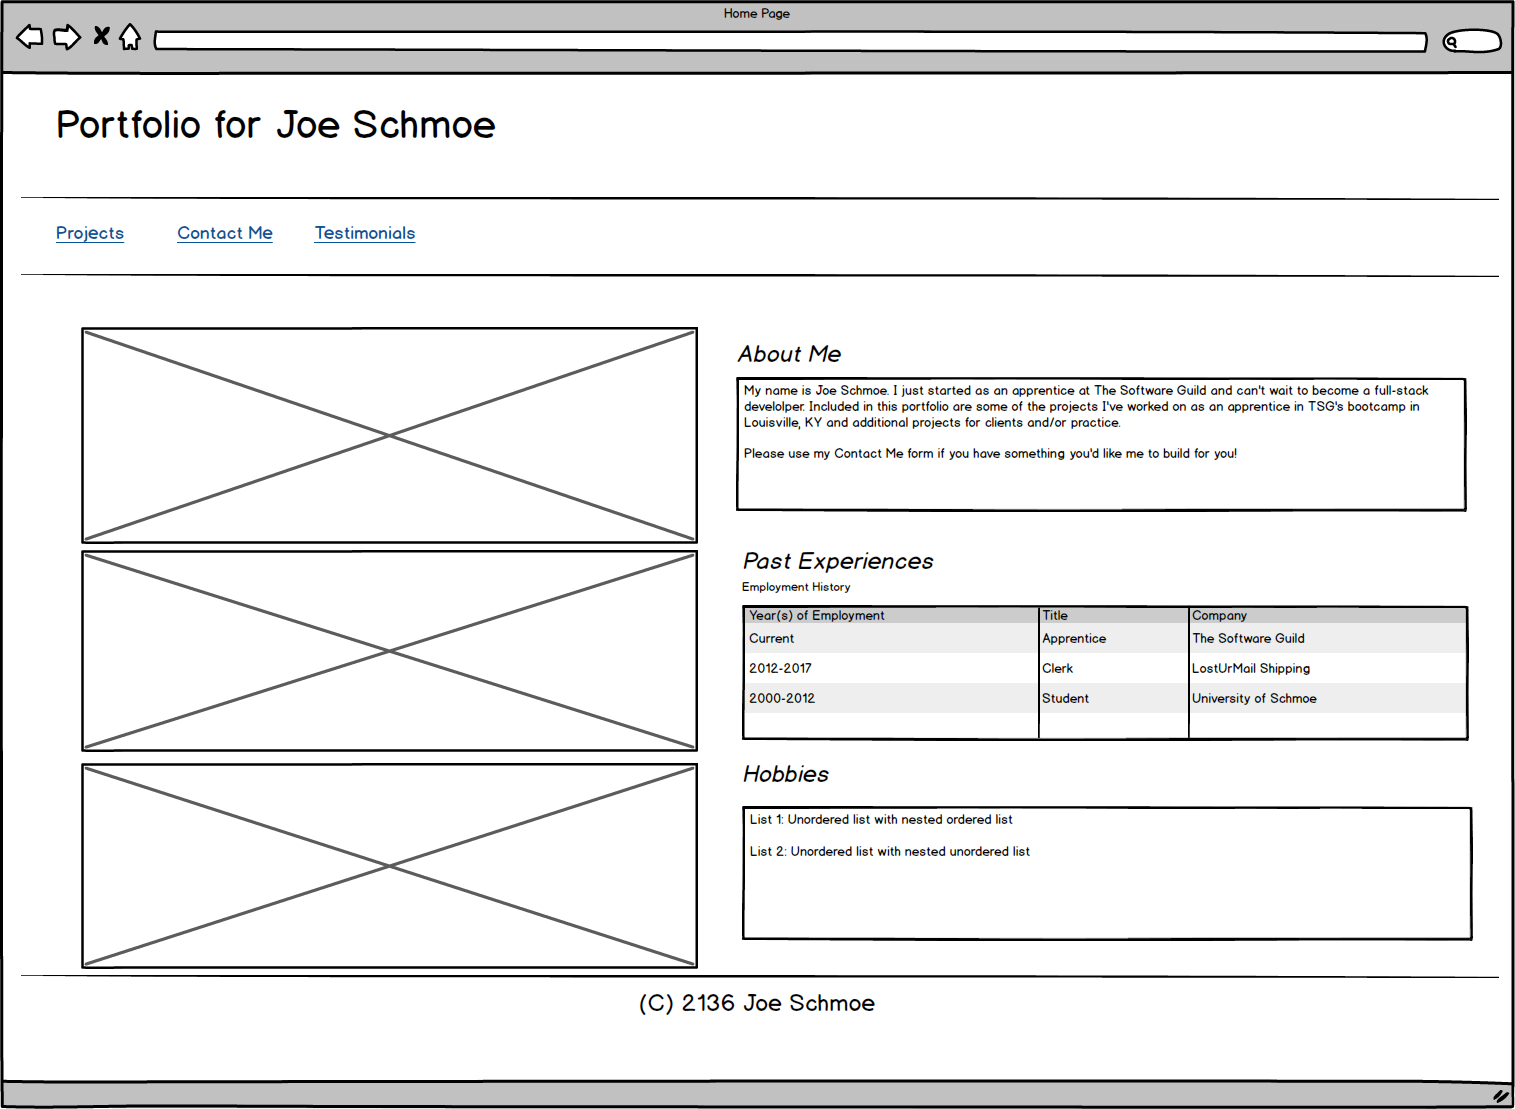 Home Page
Portfolio for Joe Schmoe
Projects Contact Me Testimonials
About Me
My name is Joe Schmoe. I just started as an apprentice at The Software Guild and can't wait to become a full-stack
develolper. Included in this portfolio are some of the projects I've worked on as an apprentice in TSG's bootcamp in
Louisville, KY and additional projects for clients and/or practice.
Please use my Contact Me form if you have something you'd like me to build for you!
Past Experiences
Employment History
Year(s) of Employment Title Company
Current Apprentice The Software Guild
2012-2017 Clerk LostUrMail Shipping
2000-2012 Student University of Schmoe
Hobbies
List 1: Unordered list with nested ordered list
List 2: Unordered list with nested unordered list
(C) 2136 Joe Schmoe